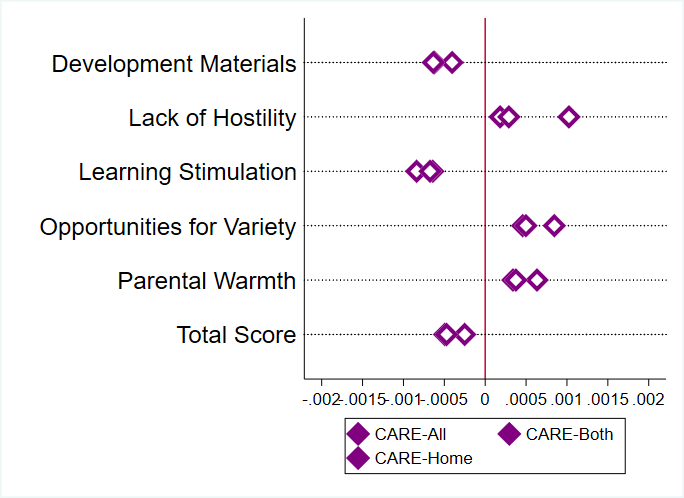 Development Materials
Lack of Hostility
Learning Stimulation
Opportunities for Variety
Parental Warmth
Total Score
-.002 -.0015 -.001 -.0005 0 .0005 .001 .0015 .002
CARE-All CARE-Both
CARE-Home